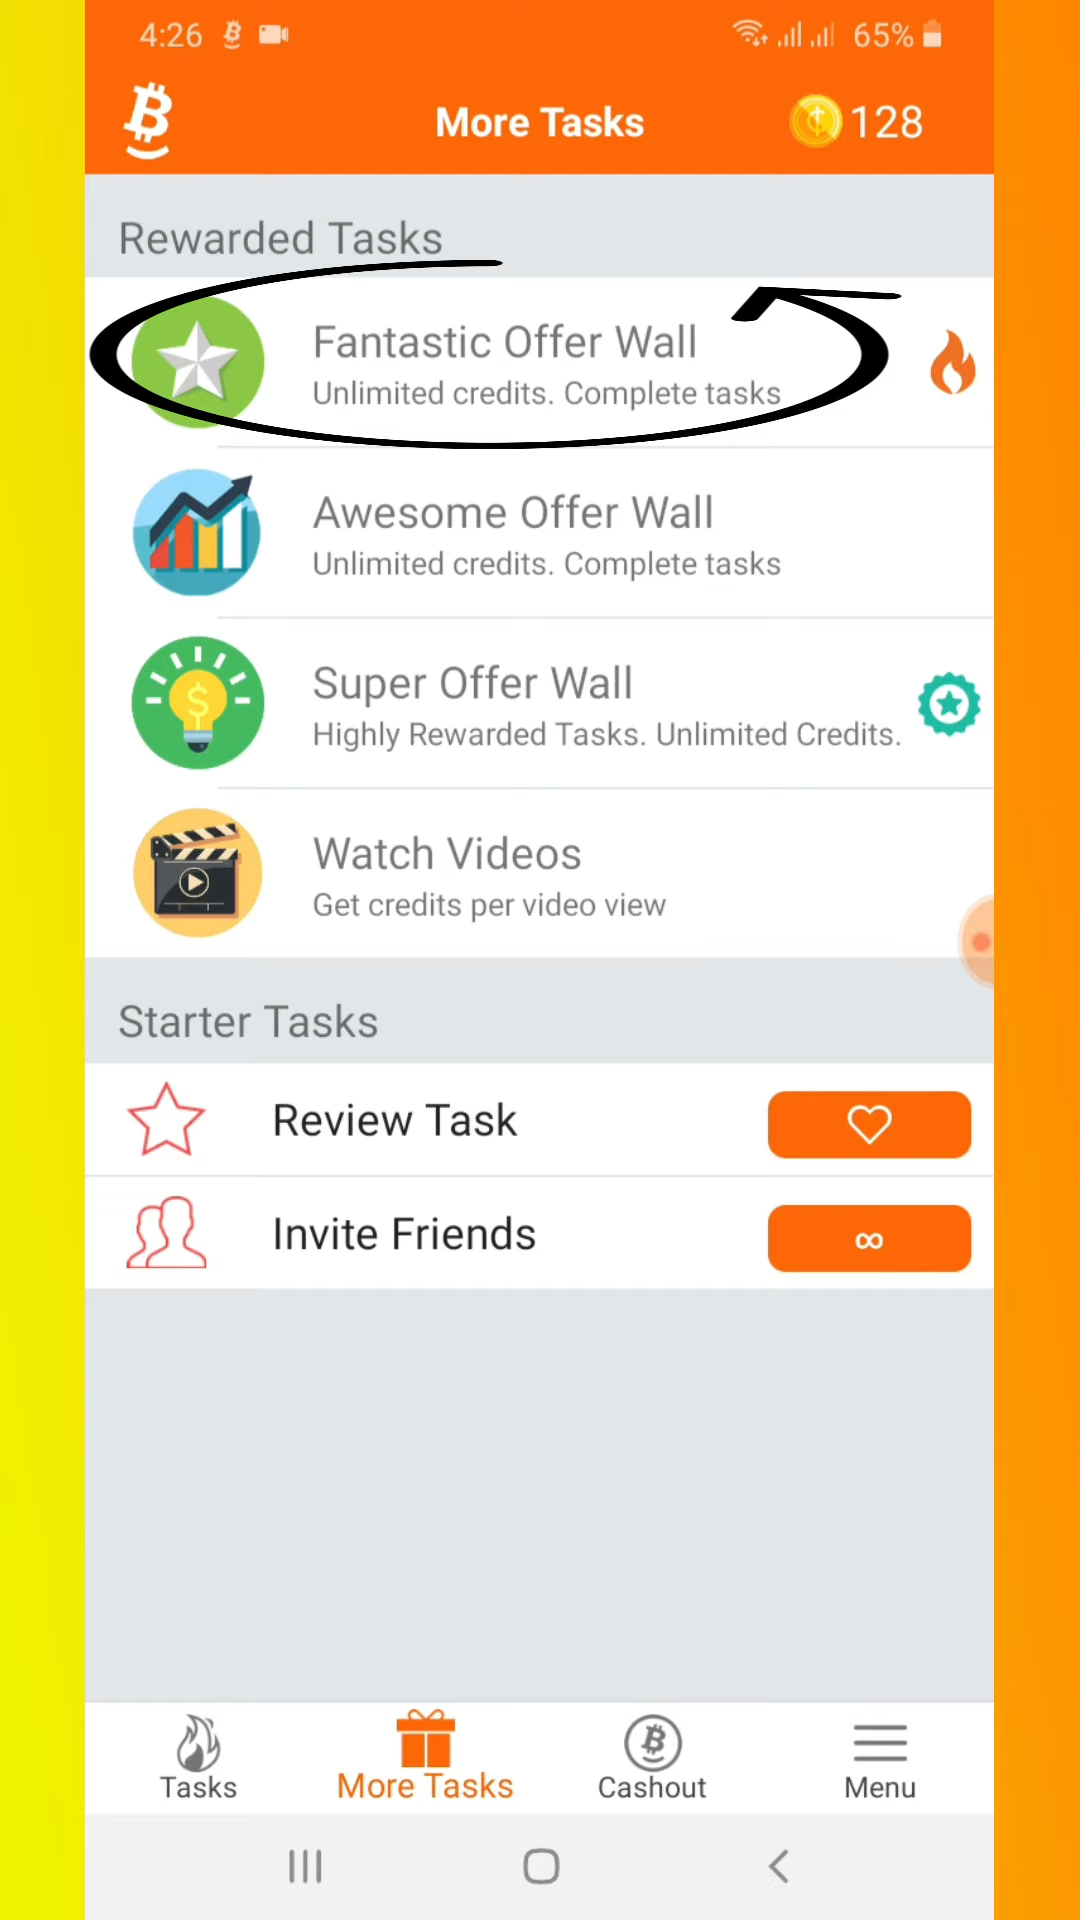 4:26 65%
More Tasks 128
Rewarded Tasks
Fantastic Offer Wall
Unlimited credits. Complete tasks
Awesome Offer Wall
Unlimited credits. Complete tasks
Super Offer Wall
Highly Rewarded Tasks. Unlimited Credits.
Watch Videos
Get credits per video view
Starter Tasks
Review Task
Invite Friends ∞
Tasks More Tasks Cashout Menu